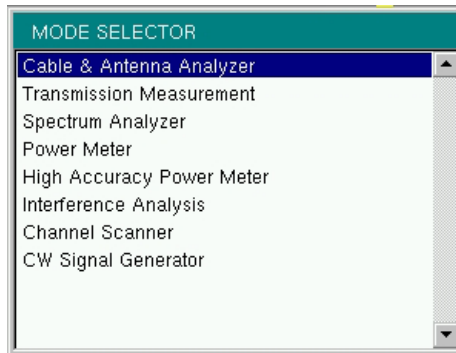 MODE SELECTOR
Cable & Antenna Analyzer
Transmission Measurement
Spectrum Analyzer
Power Meter
High Accuracy Power Meter
Interference Analysis
Channel Scanner
CW Signal Generator